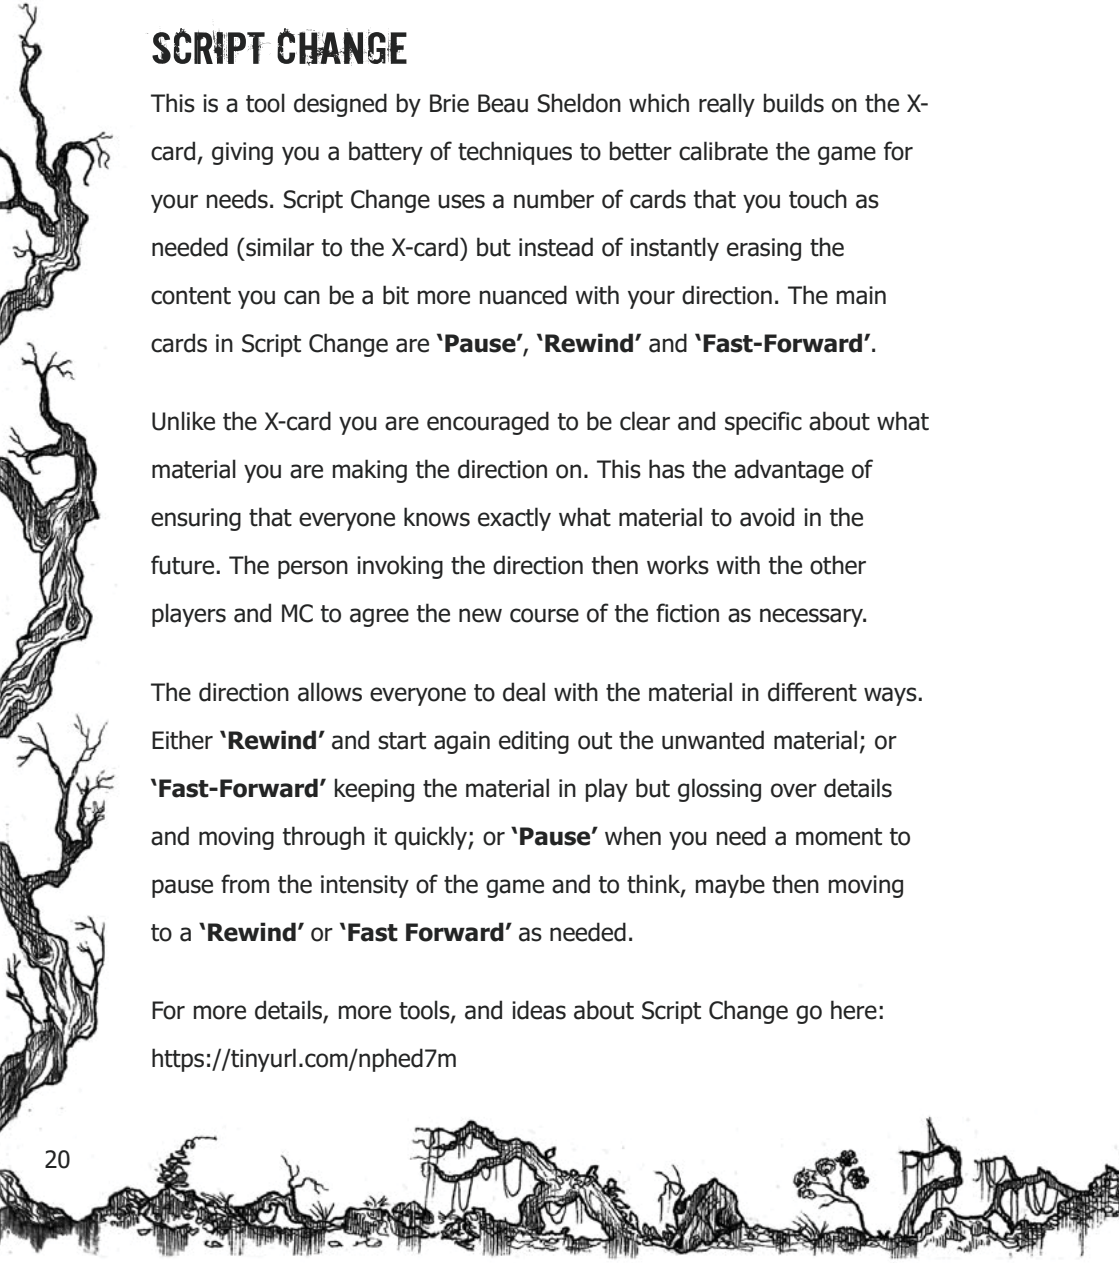 SCRIPT CHANGE
This is a tool designed by Brie Beau Sheldon which really builds on the X-
card, giving you a battery of techniques to better calibrate the game for
your needs. Script Change uses a number of cards that you touch as
needed (similar to the X-card) but instead of instantly erasing the
content you can be a bit more nuanced with your direction. The main
cards in Script Change are ‘Pause’, ‘Rewind’ and ‘Fast-Forward’.
Unlike the X-card you are encouraged to be clear and specific about what
material you are making the direction on. This has the advantage of
ensuring that everyone knows exactly what material to avoid in the
future. The person invoking the direction then works with the other
players and MC to agree the new course of the fiction as necessary.
The direction allows everyone to deal with the material in different ways.
Either ‘Rewind’ and start again editing out the unwanted material; or
‘Fast-Forward’ keeping the material in play but glossing over details
and moving through it quickly; or ‘Pause’ when you need a moment to
pause from the intensity of the game and to think, maybe then moving
to a ‘Rewind’ or ‘Fast Forward’ as needed.
For more details, more tools, and ideas about Script Change go here:
https://tinyurl.com/nphed7m
20